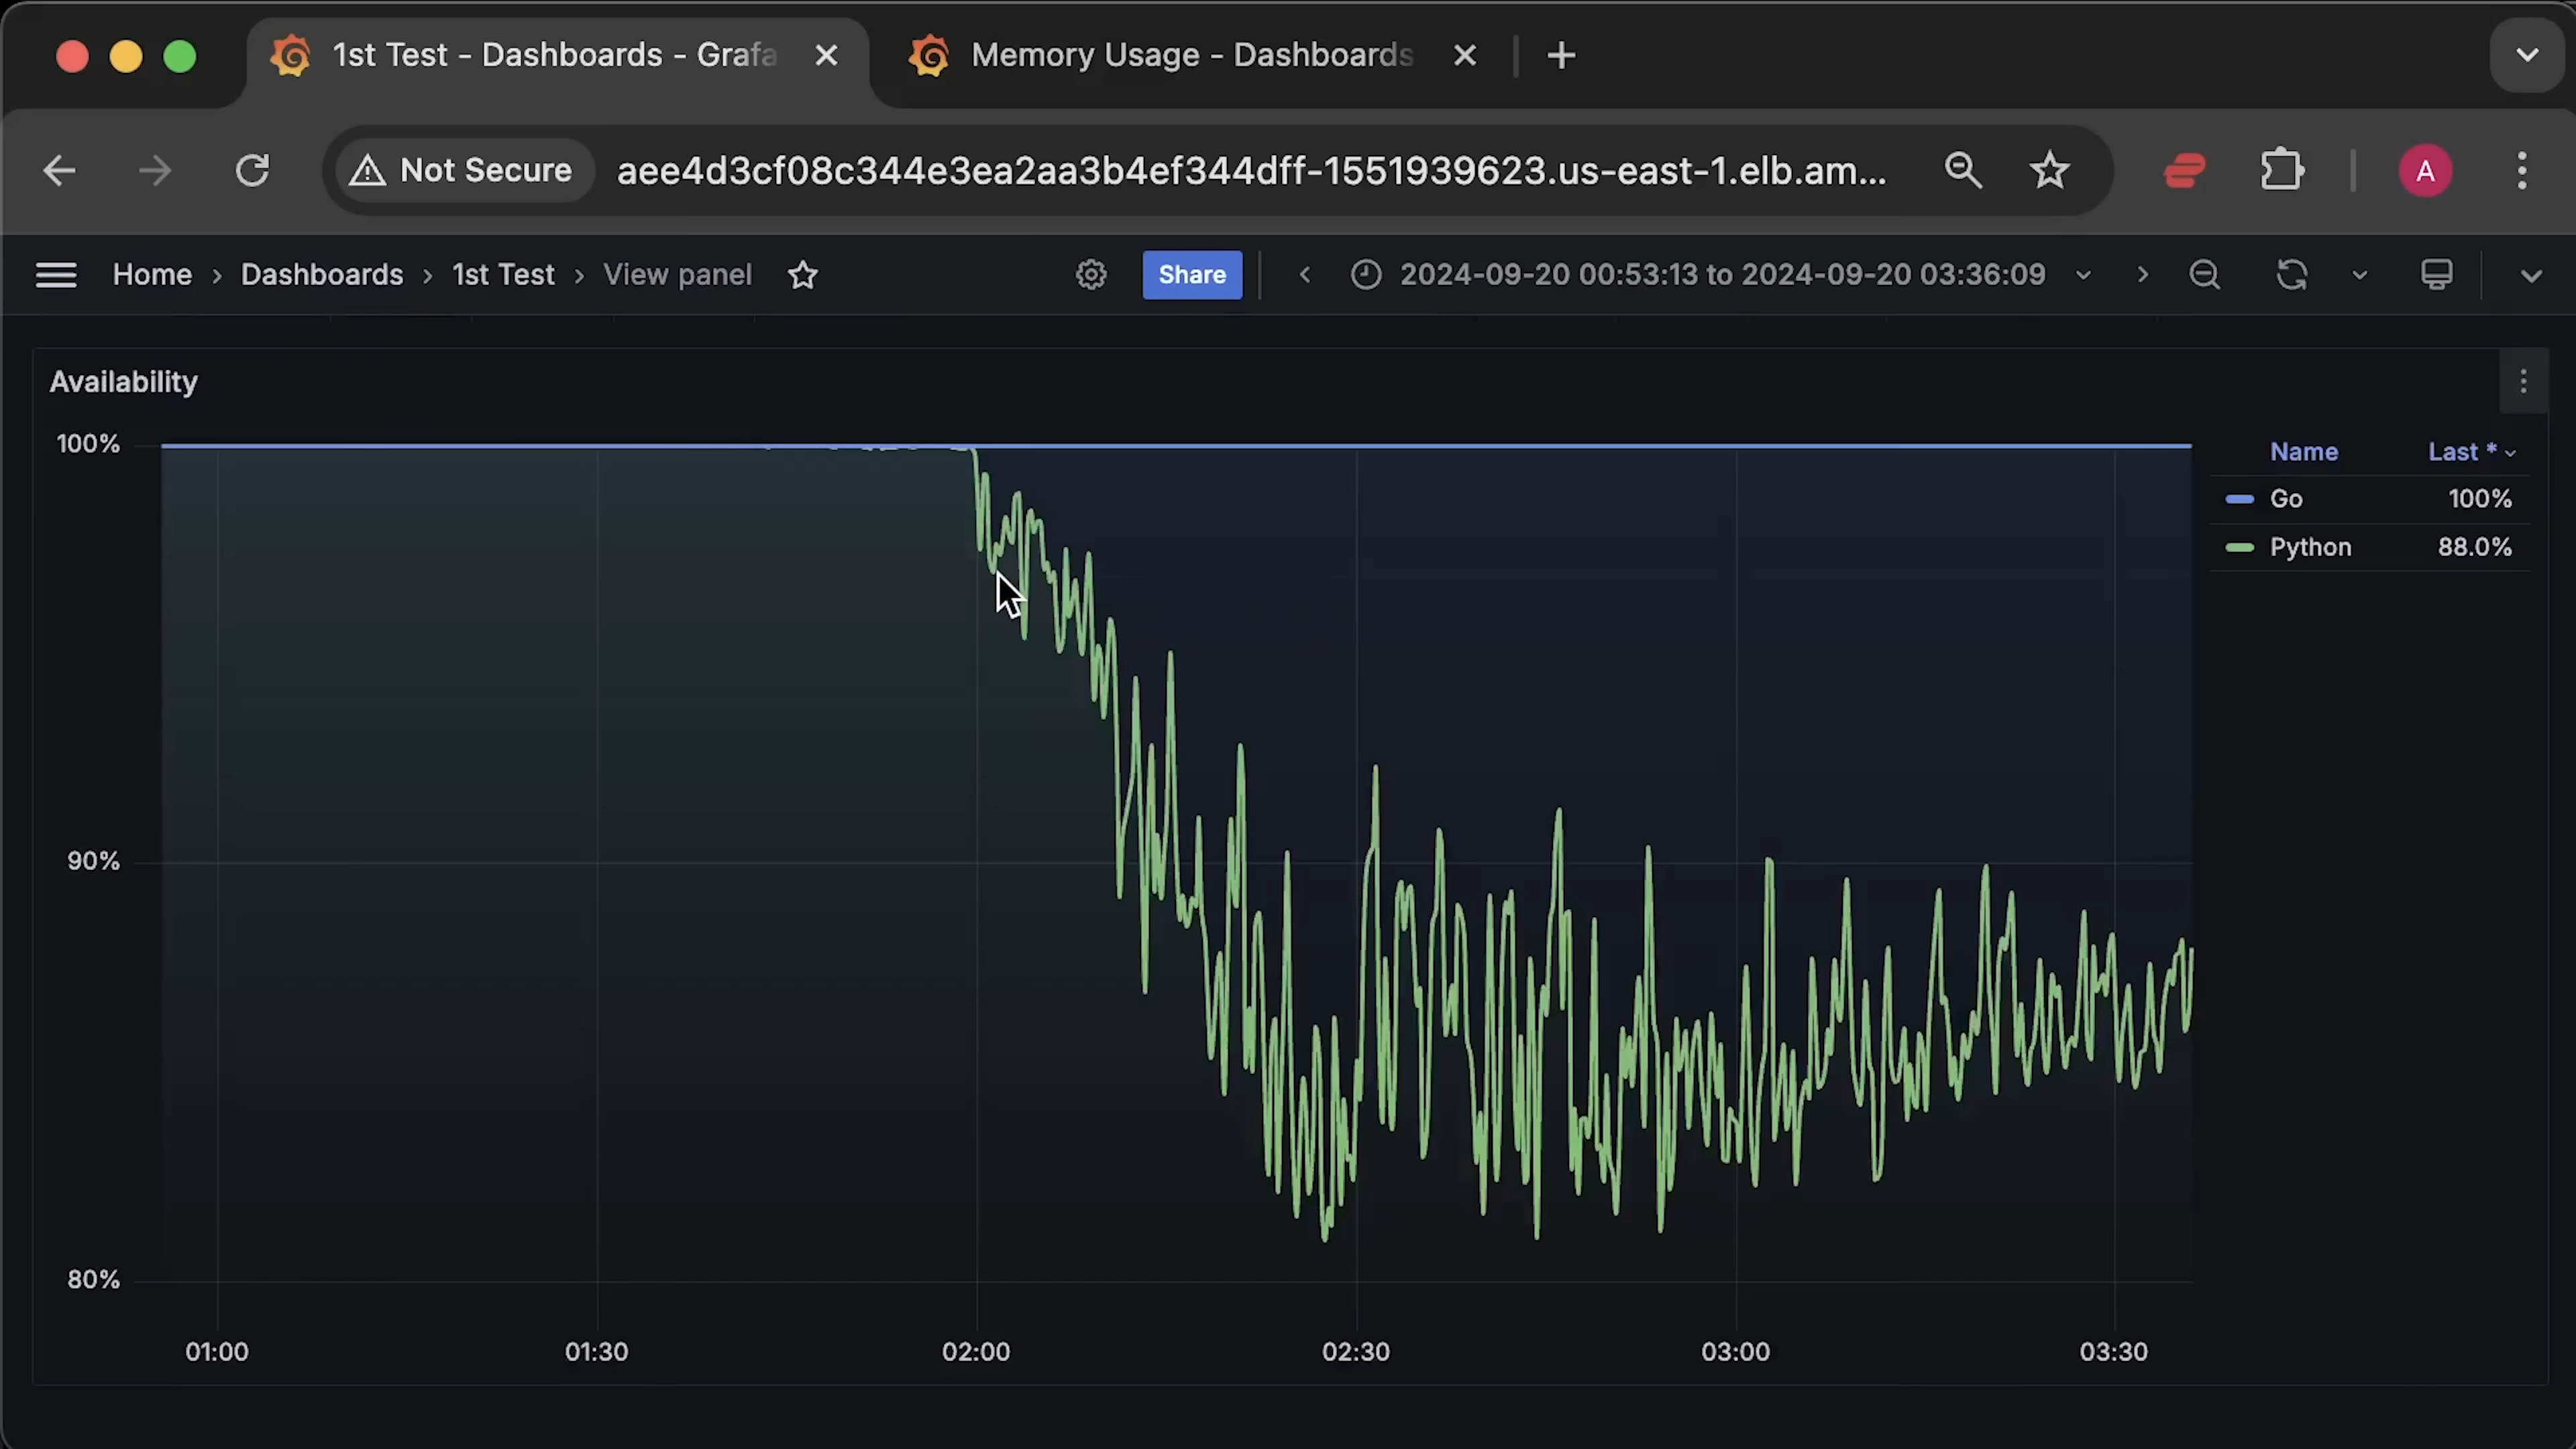 1st Test - Dashboards - Grafa
Memory Usage - Dashboards
Not Secure
aee4d3cf08c344e3ea2aa3b4ef344dff-1551939623.us-east-1.elb.am...
A
Home › Dashboards › 1st Test › View panel
Share
2024-09-20 00:53:13 to 2024-09-20 03:36:09
Availability
100%
90%
80%
01:00 01:30 02:00 02:30 03:00 03:30
Name Last *
Go 100%
Python 88.0%